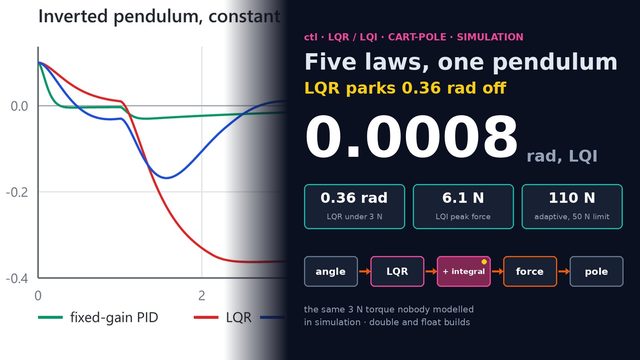 Inverted pendulum, constant
0.0
-0.2
-0.4
0
2
fixed-gain PID
LQR
ctl · LQR / LQI · CART-POLE · SIMULATION
Five laws, one pendulum
LQR parks 0.36 rad off
0.0008 rad, LQI
0.36 rad
LQR under 3 N
6.1 N
LQI peak force
110 N
adaptive, 50 N limit
angle
LQR
+ integral
force
pole
the same 3 N torque nobody modelled
in simulation · double and float builds